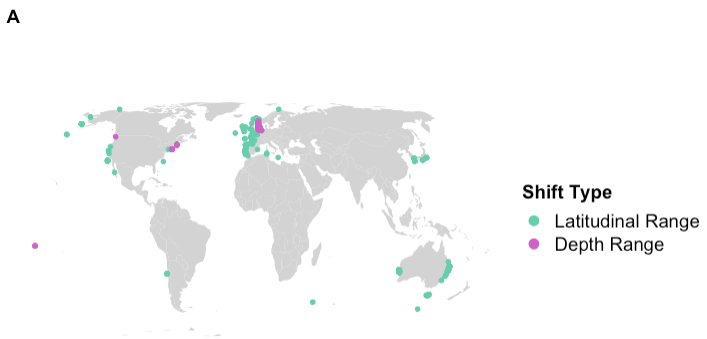 A
Shift Type
Latitudinal Range
Depth Range